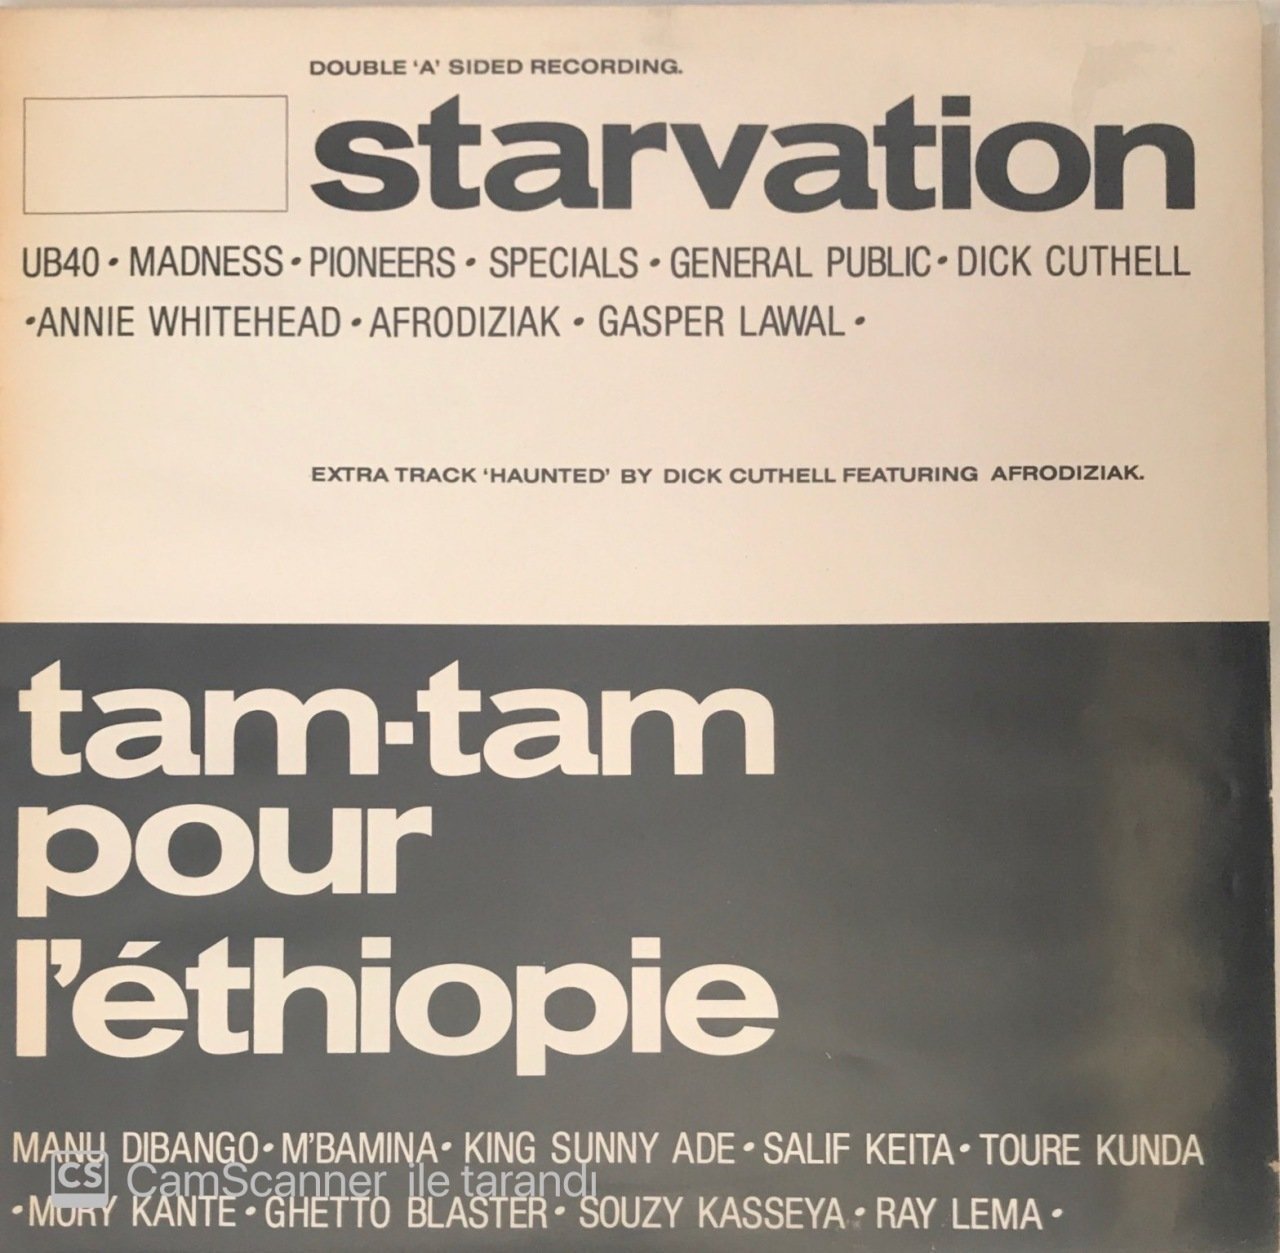 DOUBLE ‘A’ SIDED RECORDING.
starvation
UB40 • MADNESS • PIONEERS • SPECIALS • GENERAL PUBLIC • DICK CUTHELL
• ANNIE WHITEHEAD • AFRODIZIAK • GASPER LAWAL •
EXTRA TRACK ‘HAUNTED’ BY DICK CUTHELL FEATURING AFRODIZIAK.
tam-tam
pour
l’éthiopie
MANU DIBANGO • M’BAMINA • KING SUNNY ADE • SALIF KEITA • TOURE KUNDA
CS CamScanner ile tarandı
• MORY KANTE • GHETTO BLASTER • SOUZY KASSEYA • RAY LEMA •